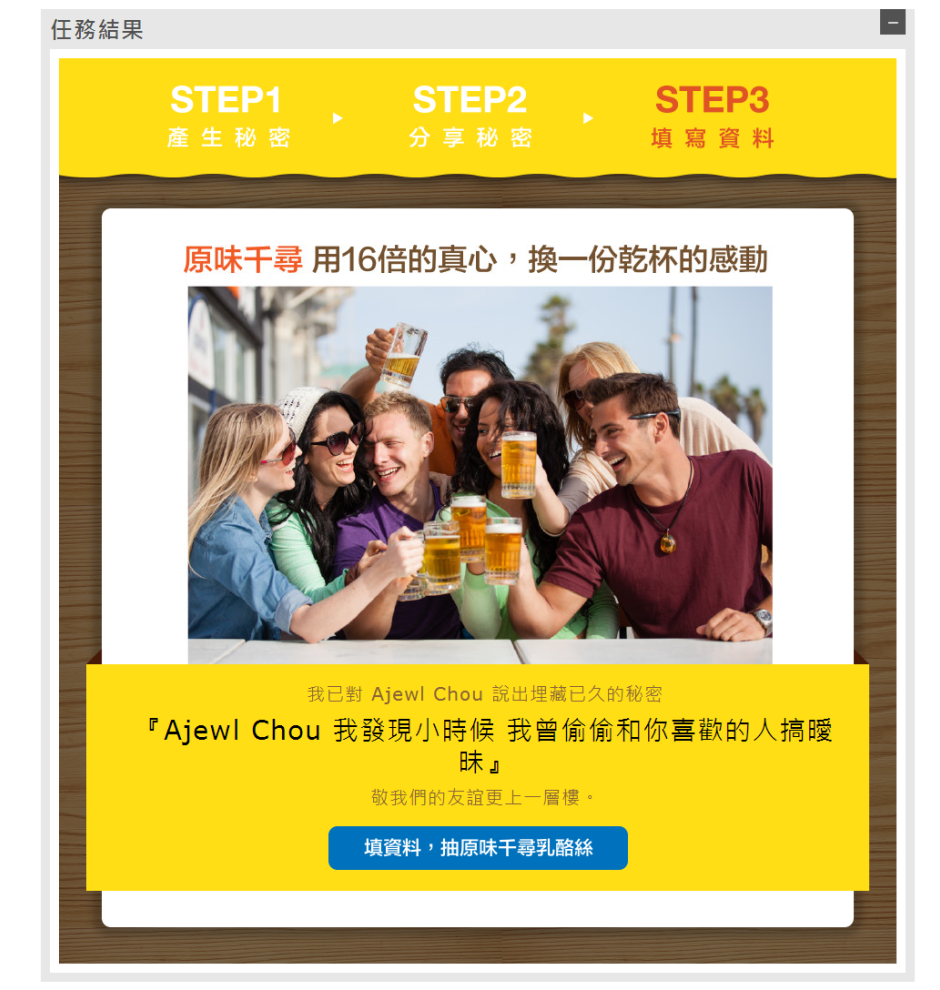 任務結果
STEP1
產生秘密
STEP2
分享秘密
STEP3
填寫資料
原味千尋 用16倍的真心，換一份乾杯的感動
我已對 Ajewl Chou 說出埋藏已久的秘密
『Ajewl Chou 我發現小時候 我曾偷偷和你喜歡的人搞曖
昧』
敬我們的友誼更上一層樓。
填資料，抽原味千尋乳酪絲